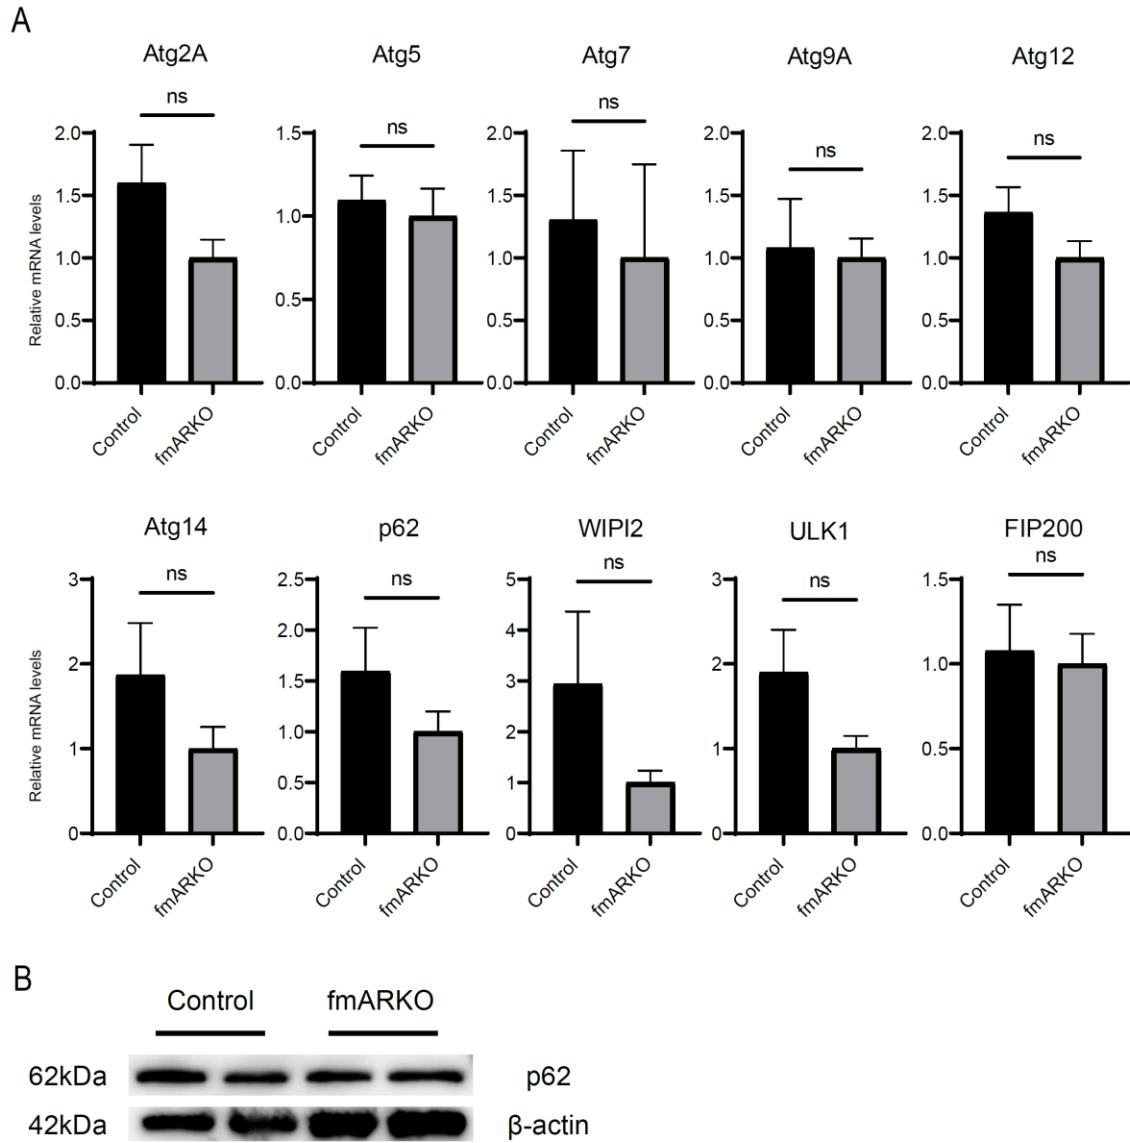 A
Atg2A Atg5 Atg7 Atg9A Atg12
ns ns ns ns ns
Relative mRNA levels
2.0 1.5 1.0 0.5 0.0
1.5 1.0 0.5 0.0
2.0 1.5 1.0 0.5 0.0
2.0 1.5 1.0 0.5 0.0
2.0 1.5 1.0 0.5 0.0
Control fmARKO Control fmARKO Control fmARKO Control fmARKO Control fmARKO
Atg14 p62 WIPI2 ULK1 FIP200
ns ns ns ns ns
Relative mRNA levels
3 2 1 0
2.5 2.0 1.5 1.0 0.5 0.0
5 4 3 2 1 0
3 2 1 0
1.5 1.0 0.5 0.0
Control fmARKO Control fmARKO Control fmARKO Control fmARKO Control fmARKO
B
Control fmARKO
62kDa p62
42kDa β-actin